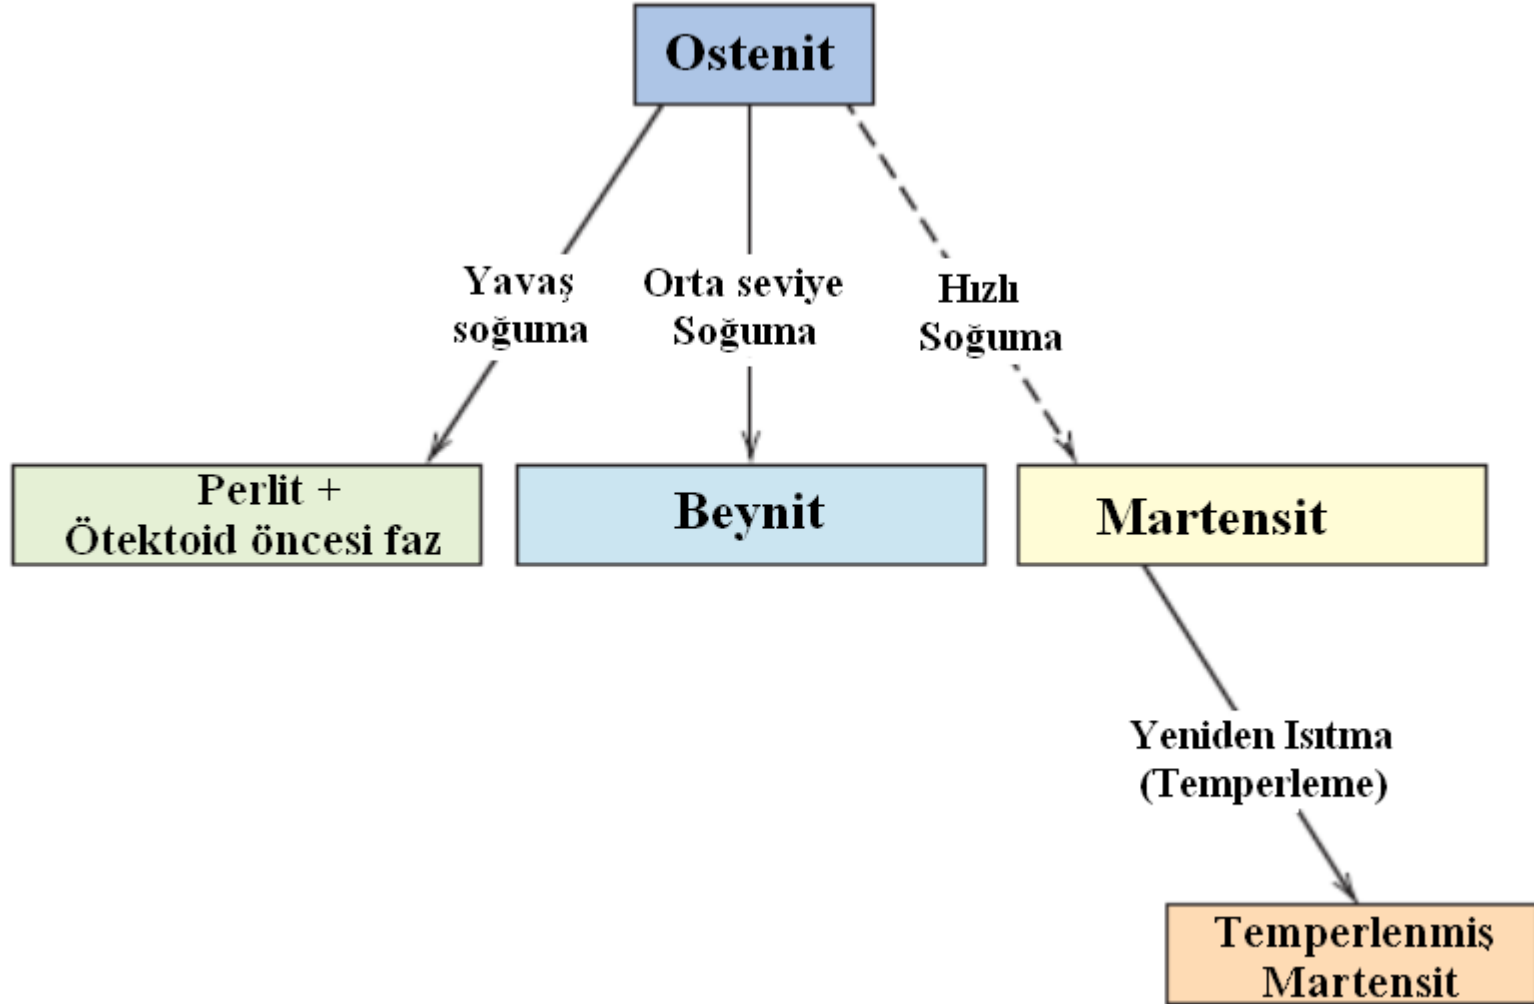 Ostenit
Yavaş
soğuma
Orta seviye
Soğuma
Hızlı
Soğuma
Perlit +
Ötektoid öncesi faz
Beynit
Martensit
Yeniden Isıtma
(Temperleme)
Temperlenmiş
Martensit